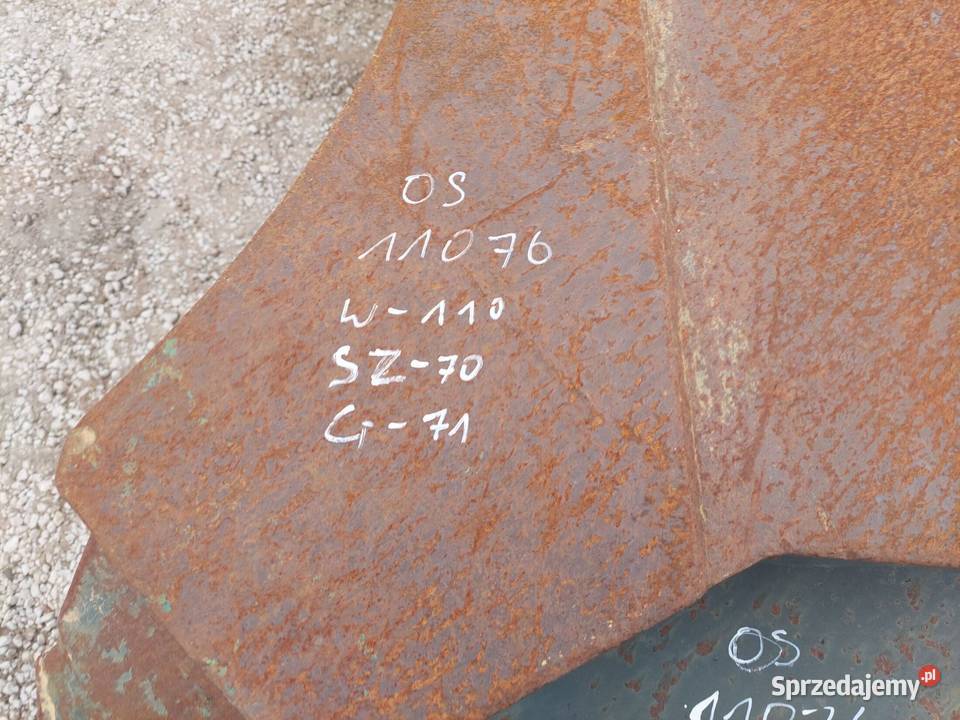 OS
11076
W-110
SZ-70
G-71
OS
Sprzedajemy.pl